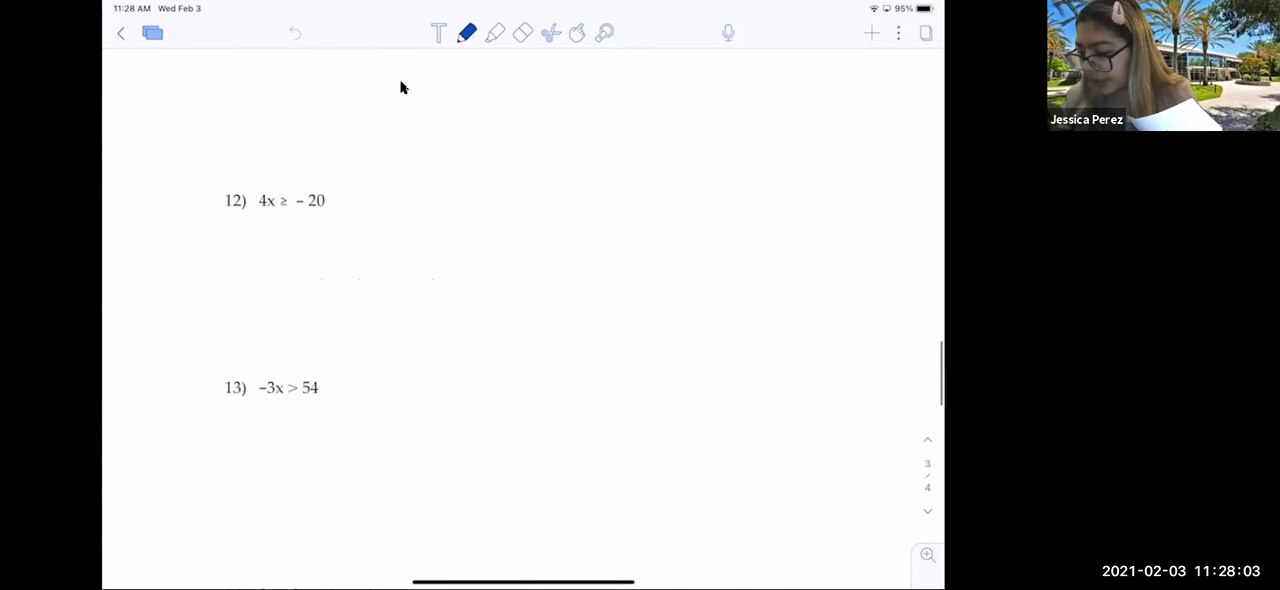 11:28 AM Wed Feb 3
95%
T
Jessica Perez
12) 4x ≥ – 20
13) –3x > 54
3
/
4
2021-02-03 11:28:03